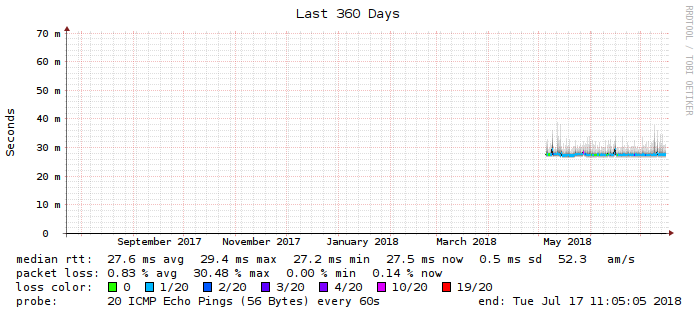 Last 360 Days
RRDTOOL / TOBI OETIKER
Seconds
70 m
60 m
50 m
40 m
30 m
20 m
10 m
0
September 2017 November 2017 January 2018 March 2018 May 2018
median rtt: 27.6 ms avg 29.4 ms max 27.2 ms min 27.5 ms now 0.5 ms sd 52.3 am/s
packet loss: 0.83 % avg 30.48 % max 0.00 % min 0.14 % now
loss color: 0 1/20 2/20 3/20 4/20 10/20 19/20
probe: 20 ICMP Echo Pings (56 Bytes) every 60s end: Tue Jul 17 11:05:05 2018